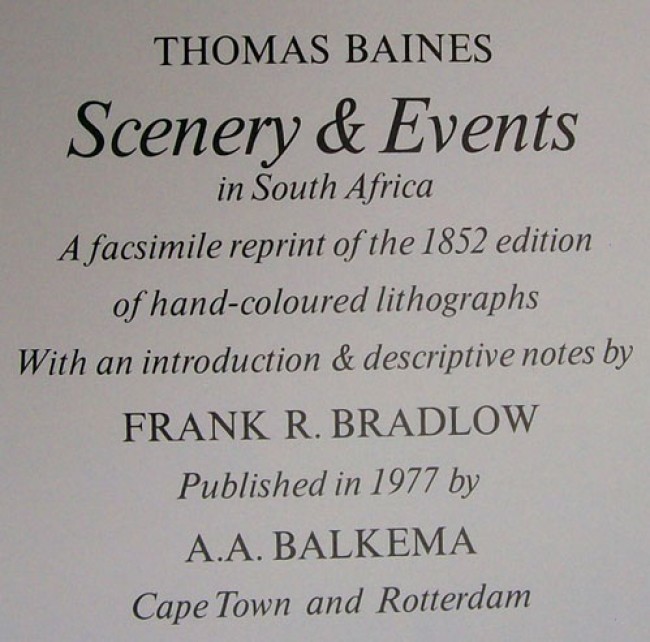 THOMAS BAINES
Scenery & Events
in South Africa
A facsimile reprint of the 1852 edition
of hand-coloured lithographs
With an introduction & descriptive notes by
FRANK R. BRADLOW
Published in 1977 by
A.A. BALKEMA
Cape Town and Rotterdam